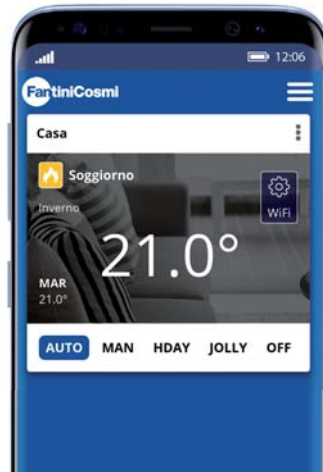 12:06
FantiniCosmi
Casa
Soggiorno
Inverno
WiFi
21.0°
MAR
21.0°
AUTO MAN HDAY JOLLY OFF